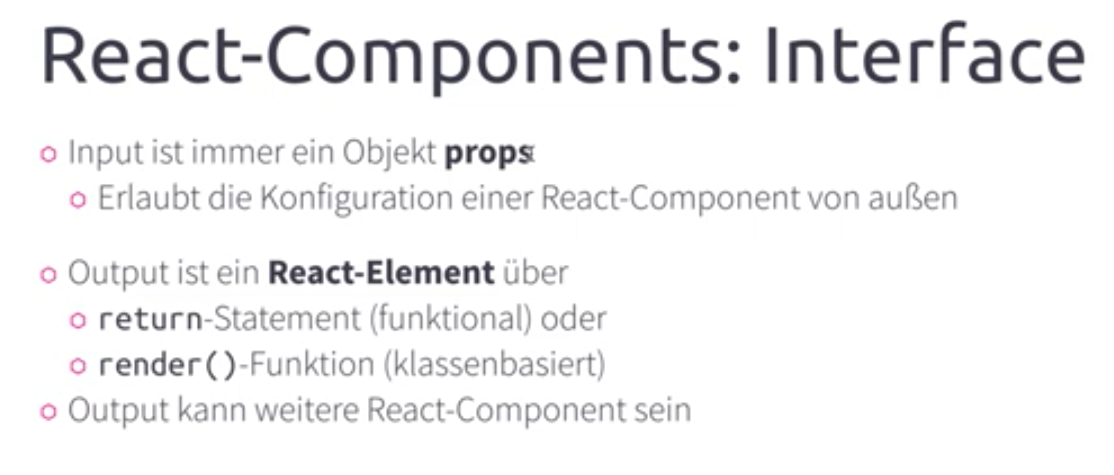 React-Components: Interface
Input ist immer ein Objekt props
Erlaubt die Konfiguration einer React-Component von außen
Output ist ein React-Element über
return-Statement (funktional) oder
render()-Funktion (klassenbasiert)
Output kann weitere React-Component sein